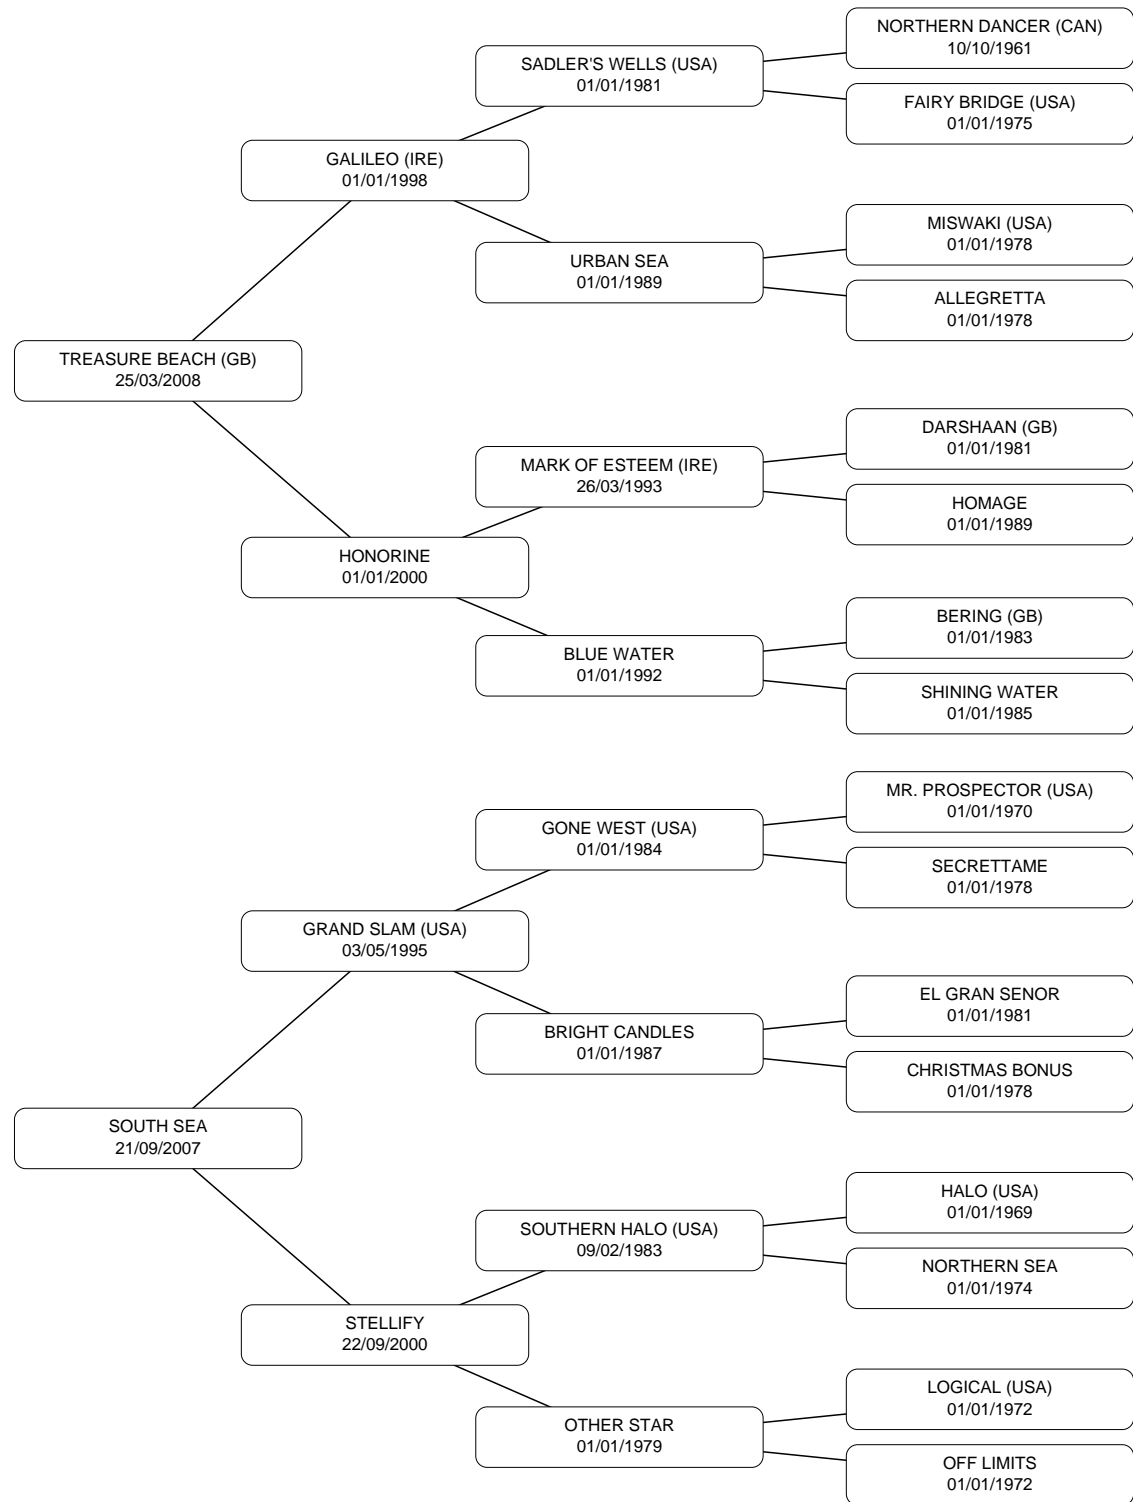 NORTHERN DANCER (CAN)
10/10/1961
SADLER'S WELLS (USA)
01/01/1981
FAIRY BRIDGE (USA)
01/01/1975
GALILEO (IRE)
01/01/1998
MISWAKI (USA)
01/01/1978
URBAN SEA
01/01/1989
ALLEGRETTA
01/01/1978
TREASURE BEACH (GB)
25/03/2008
DARSHAAN (GB)
01/01/1981
MARK OF ESTEEM (IRE)
26/03/1993
HOMAGE
01/01/1989
HONORINE
01/01/2000
BERING (GB)
01/01/1983
BLUE WATER
01/01/1992
SHINING WATER
01/01/1985
MR. PROSPECTOR (USA)
01/01/1970
GONE WEST (USA)
01/01/1984
SECRETTAME
01/01/1978
GRAND SLAM (USA)
03/05/1995
EL GRAN SENOR
01/01/1981
BRIGHT CANDLES
01/01/1987
CHRISTMAS BONUS
01/01/1978
SOUTH SEA
21/09/2007
HALO (USA)
01/01/1969
SOUTHERN HALO (USA)
09/02/1983
NORTHERN SEA
01/01/1974
STELLIFY
22/09/2000
LOGICAL (USA)
01/01/1972
OTHER STAR
01/01/1979
OFF LIMITS
01/01/1972